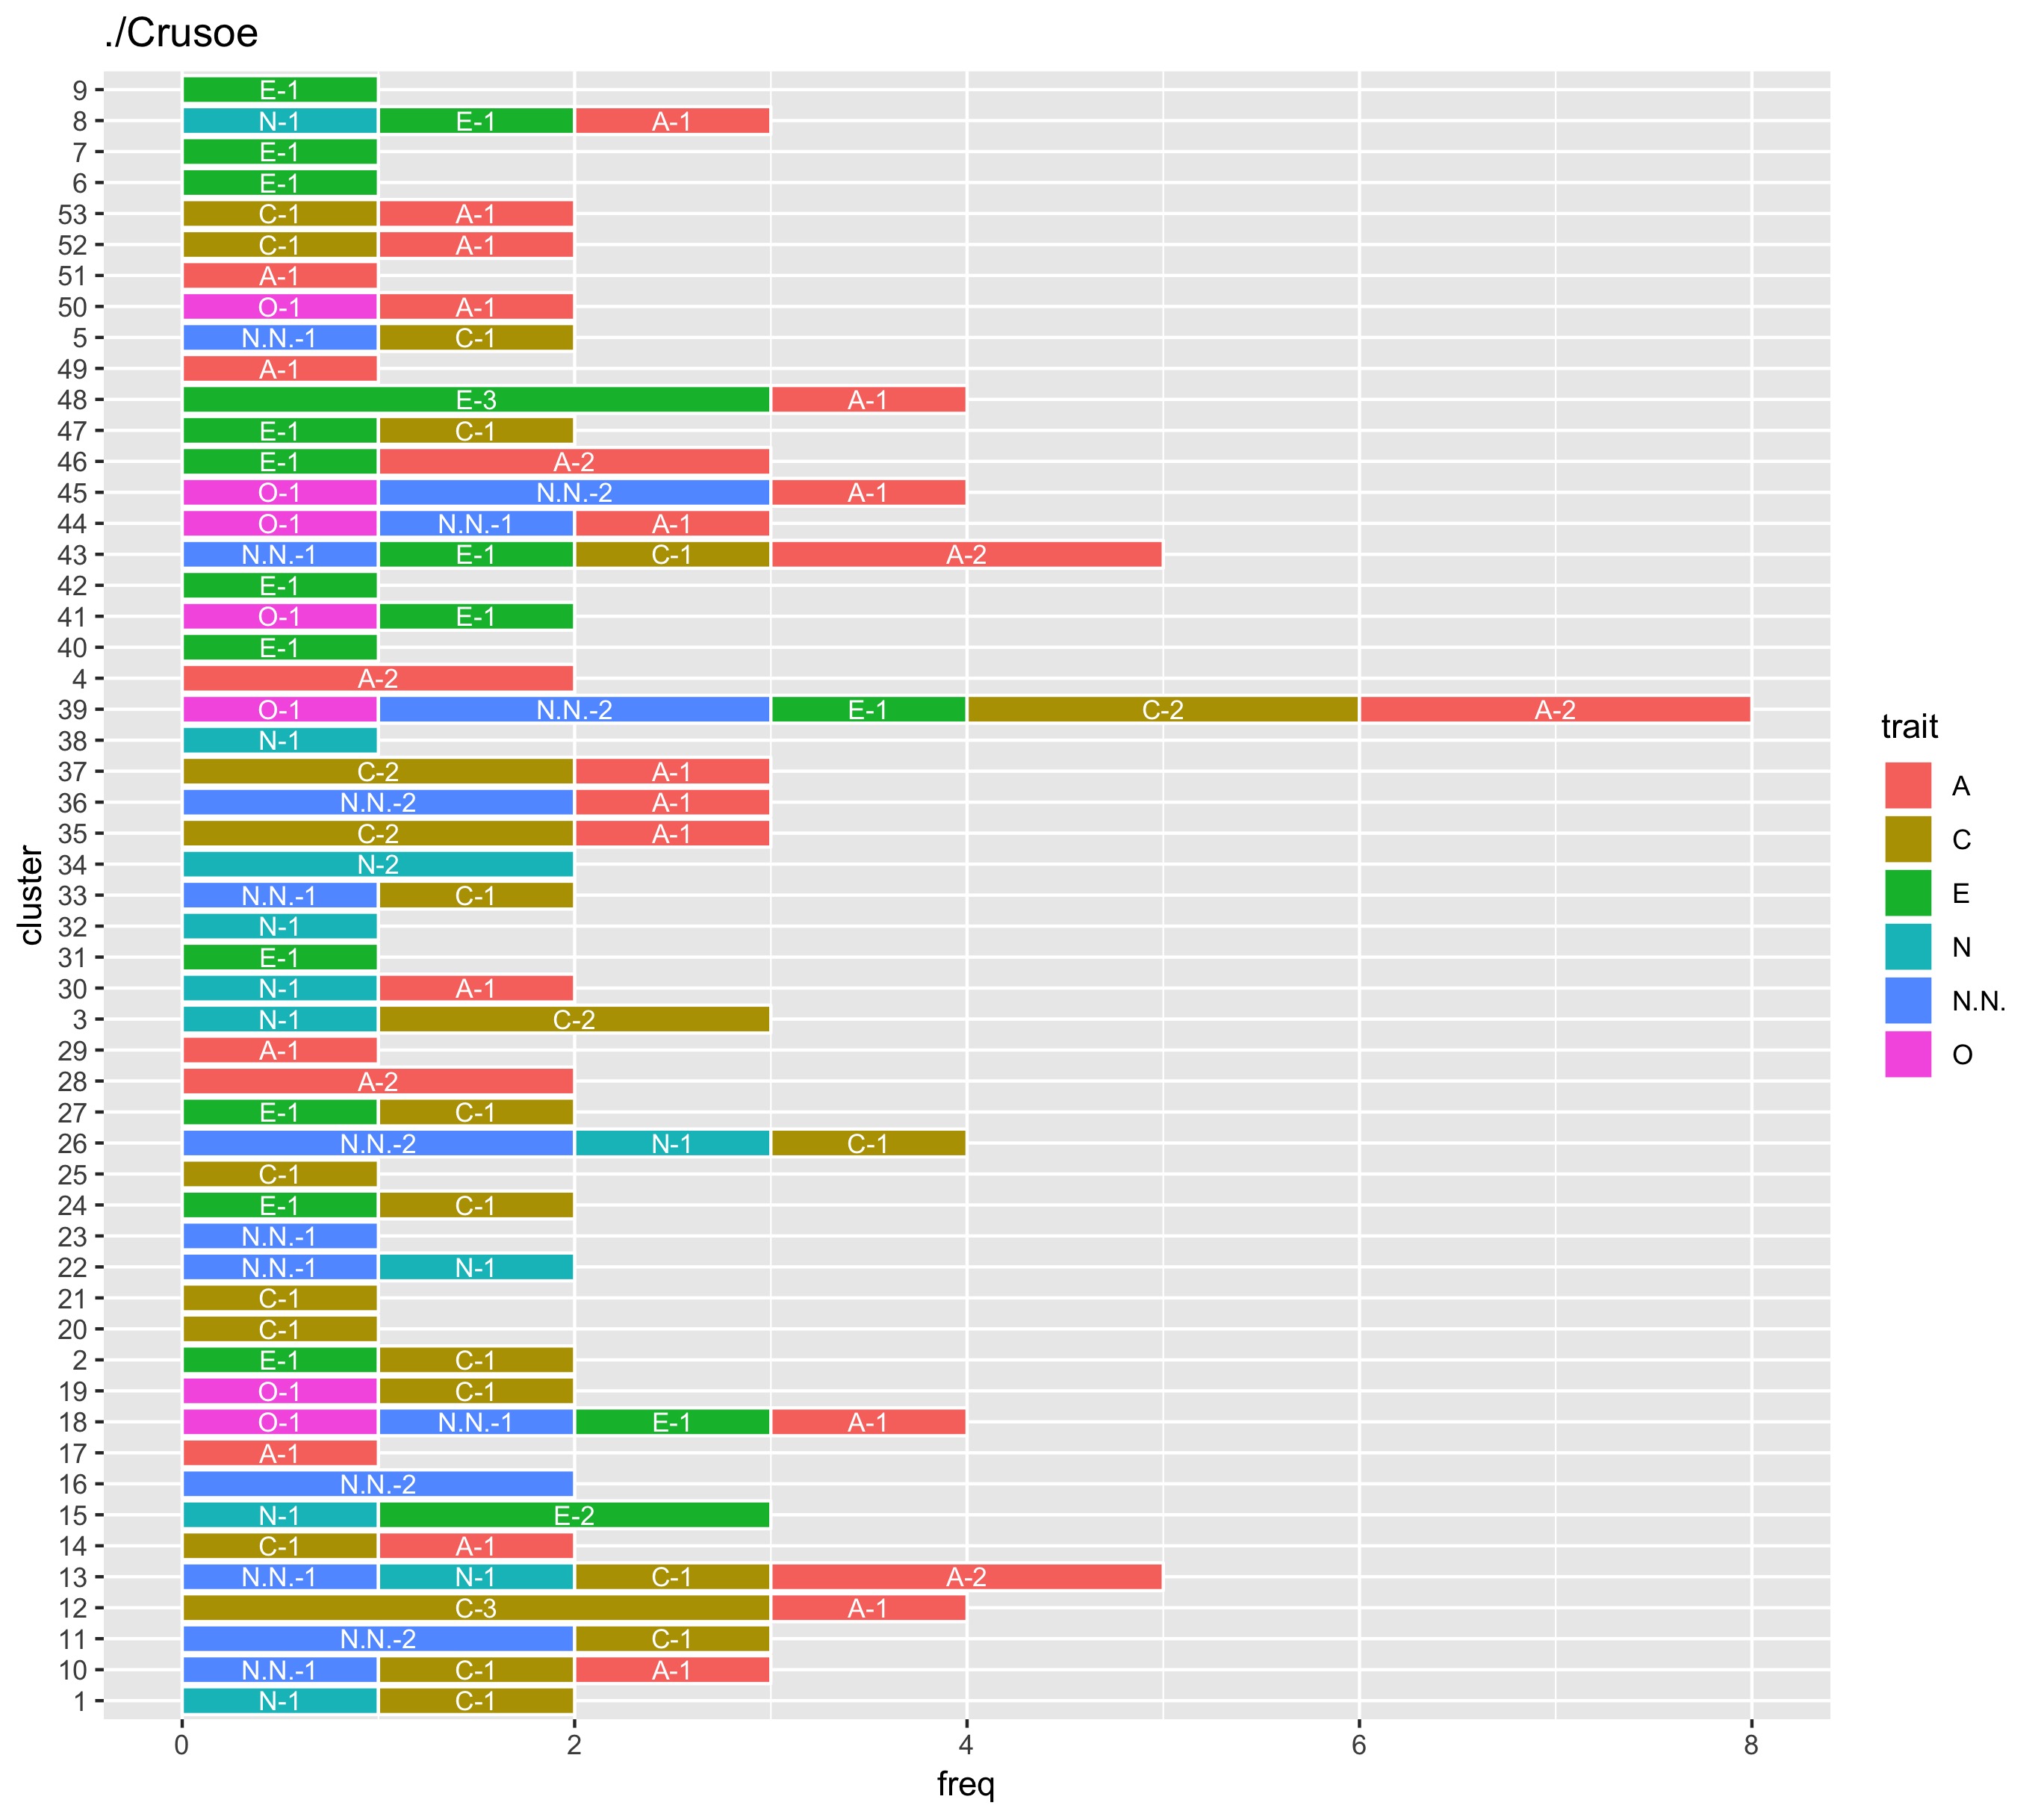 ./Crusoe
9 E-1
8 N-1 E-1 A-1
7 E-1
6 E-1
53 C-1 A-1
52 C-1 A-1
51 A-1
50 O-1 A-1
5 N.N.-1 C-1
49 A-1
48 E-3 A-1
47 E-1 C-1
46 E-1 A-2
45 O-1 N.N.-2 A-1
44 O-1 N.N.-1 A-1
43 N.N.-1 E-1 C-1 A-2
42 E-1
41 O-1 E-1
40 E-1
4 A-2
39 O-1 N.N.-2 E-1 C-2 A-2
38 N-1
37 C-2 A-1
36 N.N.-2 A-1
35 C-2 A-1
34 N-2
33 N.N.-1 C-1
32 N-1
31 E-1
30 N-1 A-1
3 N-1 C-2
29 A-1
28 A-2
27 E-1 C-1
26 N.N.-2 N-1 C-1
25 C-1
24 E-1 C-1
23 N.N.-1
22 N.N.-1 N-1
21 C-1
20 C-1
2 E-1 C-1
19 O-1 C-1
18 O-1 N.N.-1 E-1 A-1
17 A-1
16 N.N.-2
15 N-1 E-2
14 C-1 A-1
13 N.N.-1 N-1 C-1 A-2
12 C-3 A-1
11 N.N.-2 C-1
10 N.N.-1 C-1 A-1
1 N-1 C-1
0 2 4 6 8
freq
cluster
trait
A
C
E
N
N.N.
O